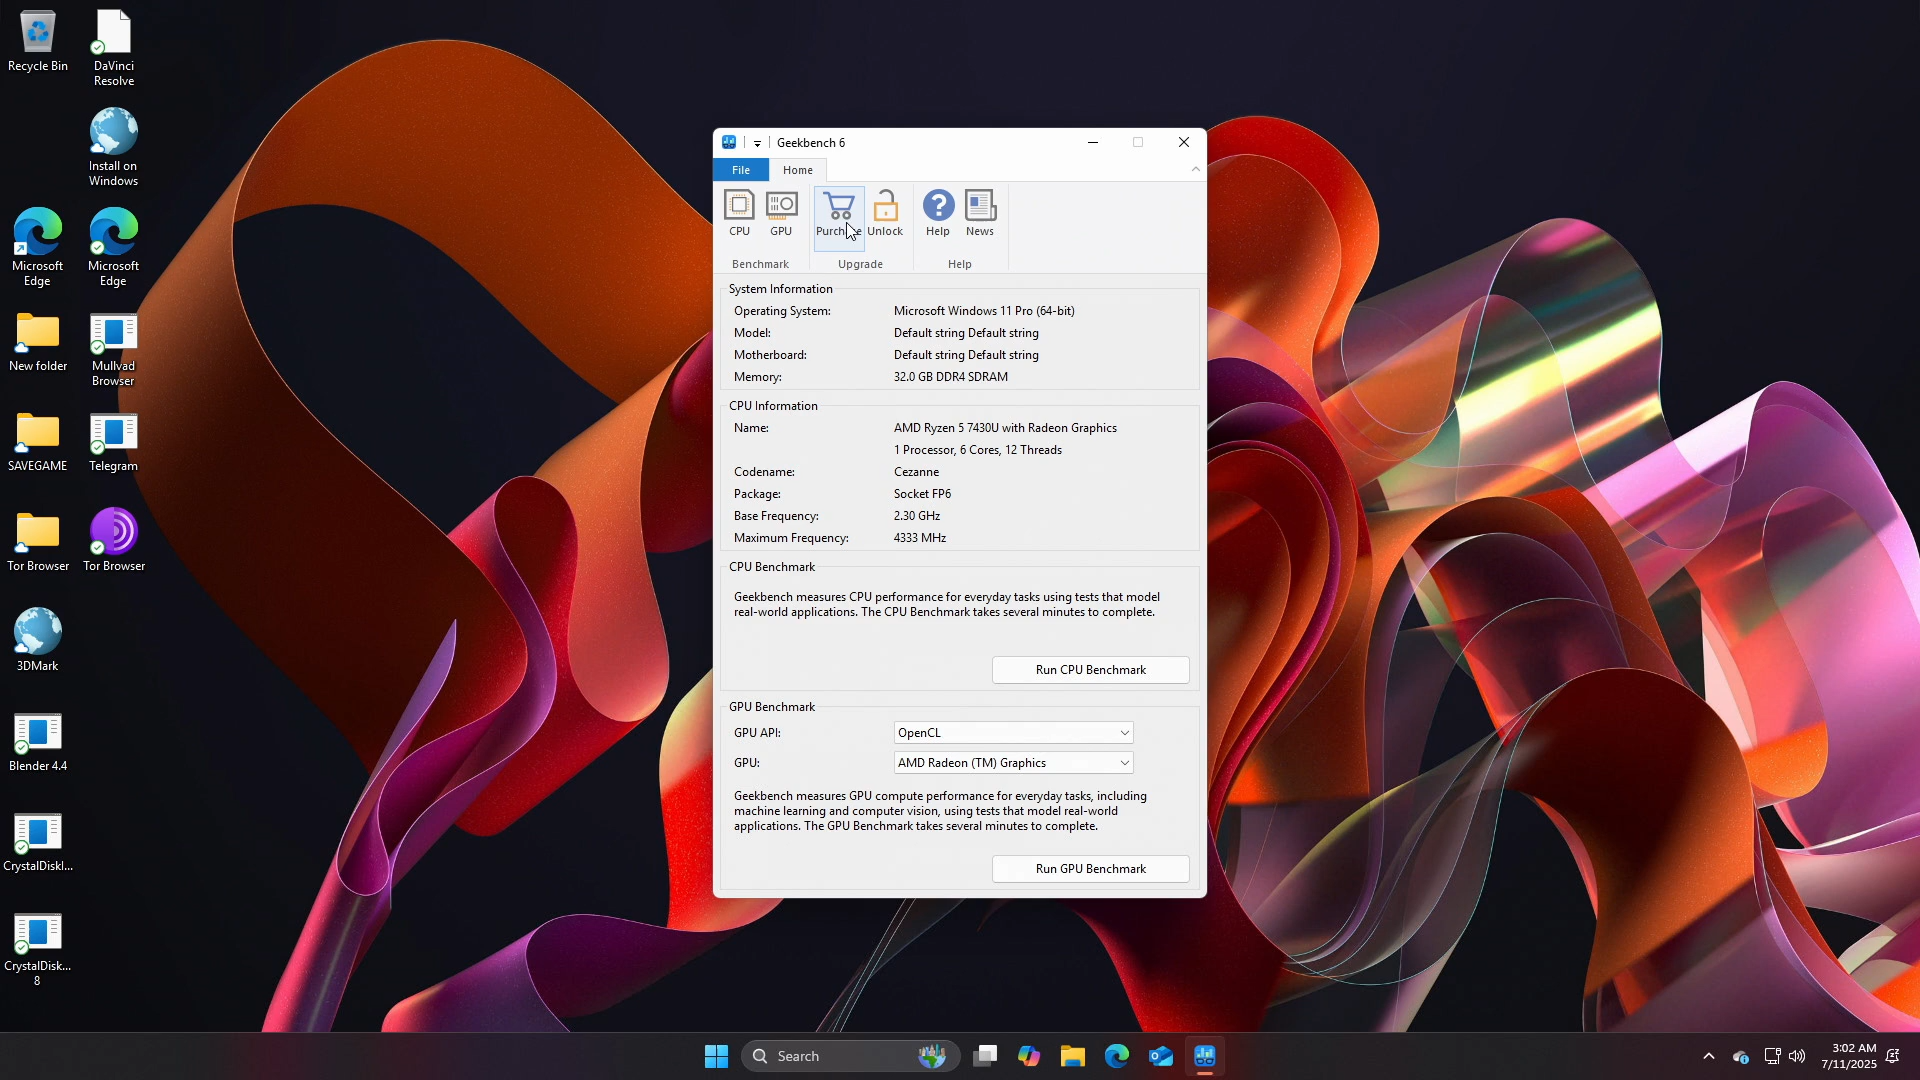 Recycle Bin
DaVinci
Resolve
Install on
Windows
Microsoft
Edge
Microsoft
Edge
New folder
Mullvad
Browser
SAVEGAME
Telegram
Tor Browser
Tor Browser
3DMark
Blender 4.4
CrystalDiskI...
CrystalDisk...
8
Geekbench 6
File
Home
CPU
GPU
Unlock
Help
News
Benchmark
Upgrade
Help
System Information
Operating System: Microsoft Windows 11 Pro (64-bit)
Model: Default string Default string
Motherboard: Default string Default string
Memory: 32.0 GB DDR4 SDRAM
CPU Information
Name: AMD Ryzen 5 7430U with Radeon Graphics
1 Processor, 6 Cores, 12 Threads
Codename: Cezanne
Package: Socket FP6
Base Frequency: 2.30 GHz
Maximum Frequency: 4333 MHz
CPU Benchmark
Geekbench measures CPU performance for everyday tasks using tests that model
real-world applications. The CPU Benchmark takes several minutes to complete.
Run CPU Benchmark
GPU Benchmark
GPU API: OpenCL
GPU: AMD Radeon (TM) Graphics
Geekbench measures GPU compute performance for everyday tasks, including
machine learning and computer vision, using tests that model real-world
applications. The GPU Benchmark takes several minutes to complete.
Run GPU Benchmark
Search
3:02 AM
7/11/2025